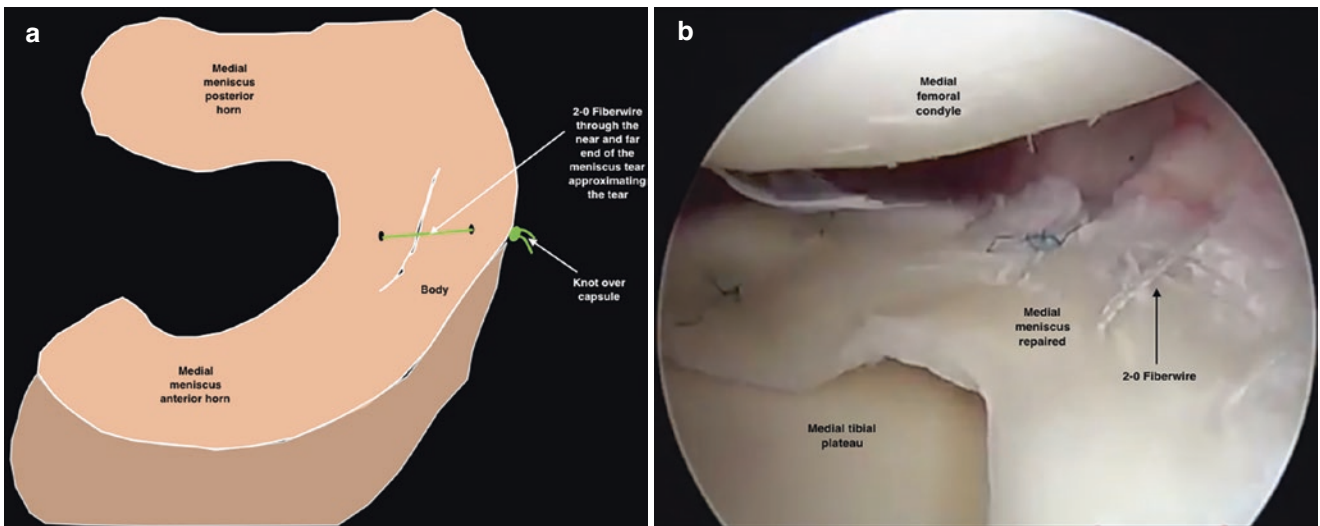 a
Medial
meniscus
posterior
horn
2-0 Fiberwire
through the
near and far
end of the
meniscus tear
approximating
the tear
Knot over
capsule
Body
Medial
meniscus
anterior horn
b
Medial
femoral
condyle
Medial
meniscus
repaired
2-0 Fiberwire
Medial tibial
plateau